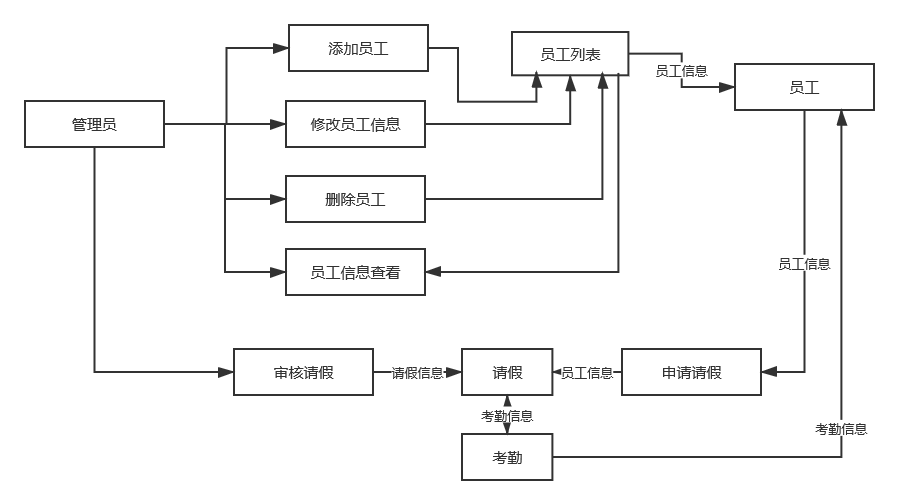 添加员工
员工列表
员工信息
员工
管理员
修改员工信息
删除员工
员工信息查看
员工信息
审核请假
请假信息
请假
员工信息
申请请假
考勤信息
考勤信息
考勤